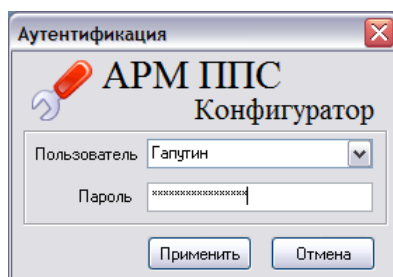 Аутентификация
АРМ ППС
Конфигуратор
Пользователь Гапутин
Пароль ******************
Применить Отмена